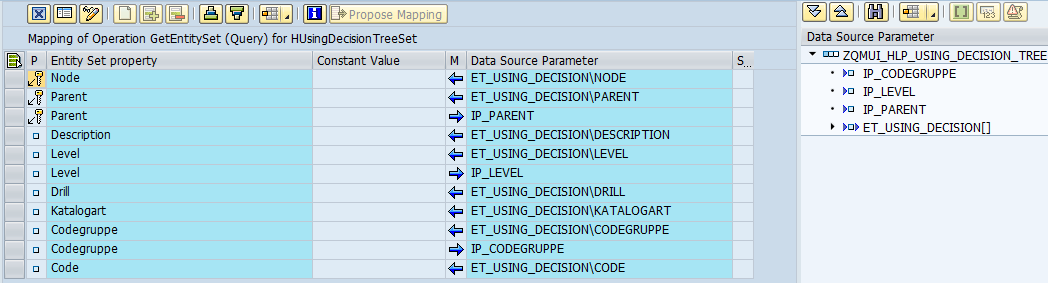 Propose Mapping
Mapping of Operation GetEntitySet (Query) for HUsingDecisionTreeSet
P Entity Set property Constant Value M Data Source Parameter S...
Node ET_USING_DECISION\NODE
Parent ET_USING_DECISION\PARENT
Parent IP_PARENT
Description ET_USING_DECISION\DESCRIPTION
Level ET_USING_DECISION\LEVEL
Level IP_LEVEL
Drill ET_USING_DECISION\DRILL
Katalogart ET_USING_DECISION\KATALOGART
Codegruppe ET_USING_DECISION\CODEGRUPPE
Codegruppe IP_CODEGRUPPE
Code ET_USING_DECISION\CODE
123
Data Source Parameter
ZQMUI_HLP_USING_DECISION_TREE
IP_CODEGRUPPE
IP_LEVEL
IP_PARENT
ET_USING_DECISION[]